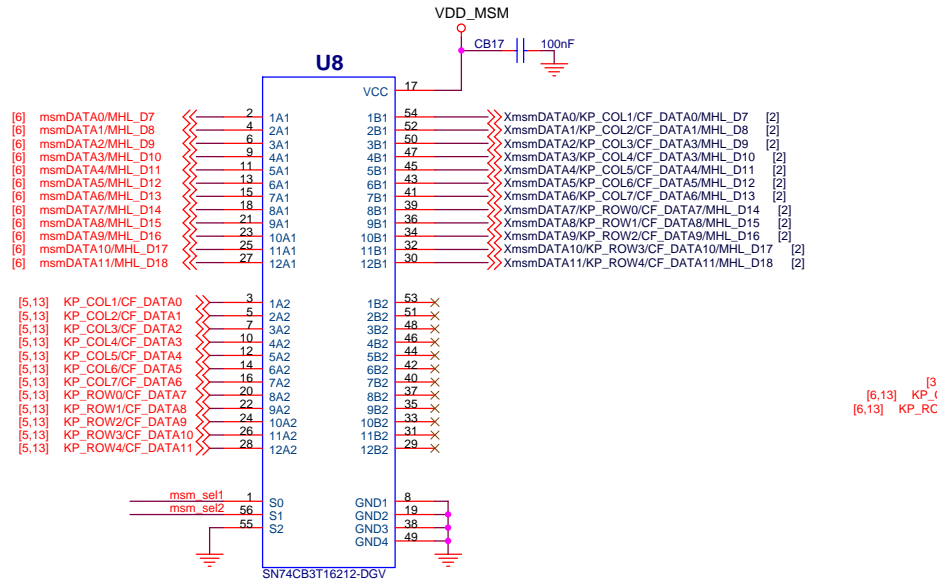 VDD_MSM
CB17 100nF
U8
VCC 17
[6] msmDATA0/MHL_D7 2 1A1 1B1 54 XmsmDATA0/KP_COL1/CF_DATA0/MHL_D7 [2]
[6] msmDATA1/MHL_D8 4 2A1 2B1 52 XmsmDATA1/KP_COL2/CF_DATA1/MHL_D8 [2]
[6] msmDATA2/MHL_D9 6 3A1 3B1 50 XmsmDATA2/KP_COL3/CF_DATA3/MHL_D9 [2]
[6] msmDATA3/MHL_D10 9 4A1 4B1 47 XmsmDATA3/KP_COL4/CF_DATA3/MHL_D10 [2]
[6] msmDATA4/MHL_D11 11 5A1 5B1 45 XmsmDATA4/KP_COL5/CF_DATA4/MHL_D11 [2]
[6] msmDATA5/MHL_D12 13 6A1 6B1 43 XmsmDATA5/KP_COL6/CF_DATA5/MHL_D12 [2]
[6] msmDATA6/MHL_D13 15 7A1 7B1 41 XmsmDATA6/KP_COL7/CF_DATA6/MHL_D13 [2]
[6] msmDATA7/MHL_D14 18 8A1 8B1 39 XmsmDATA7/KP_ROW0/CF_DATA7/MHL_D14 [2]
[6] msmDATA8/MHL_D15 21 9A1 9B1 36 XmsmDATA8/KP_ROW1/CF_DATA8/MHL_D15 [2]
[6] msmDATA9/MHL_D16 23 10A1 10B1 34 XmsmDATA9/KP_ROW2/CF_DATA9/MHL_D16 [2]
[6] msmDATA10/MHL_D17 25 11A1 11B1 32 XmsmDATA10/KP_ROW3/CF_DATA10/MHL_D17 [2]
[6] msmDATA11/MHL_D18 27 12A1 12B1 30 XmsmDATA11/KP_ROW4/CF_DATA11/MHL_D18 [2]
[5,13] KP_COL1/CF_DATA0 3 1A2 1B2 53
[5,13] KP_COL2/CF_DATA1 5 2A2 2B2 51
[5,13] KP_COL3/CF_DATA2 7 3A2 3B2 48
[5,13] KP_COL4/CF_DATA3 10 4A2 4B2 46
[5,13] KP_COL5/CF_DATA4 12 5A2 5B2 44
[5,13] KP_COL6/CF_DATA5 14 6A2 6B2 42
[5,13] KP_COL7/CF_DATA6 16 7A2 7B2 40
[5,13] KP_ROW0/CF_DATA7 20 8A2 8B2 37
[5,13] KP_ROW1/CF_DATA8 22 9A2 9B2 35
[5,13] KP_ROW2/CF_DATA9 24 10A2 10B2 33
[5,13] KP_ROW3/CF_DATA10 26 11A2 11B2 31
[5,13] KP_ROW4/CF_DATA11 28 12A2 12B2 29
[3
[6,13]
[6,13]
msm_sel1 1 S0 GND1 8
msm_sel2 56 S1 GND2 19
55 S2 GND3 38
GND4 49
SN74CB3T16212-DGV